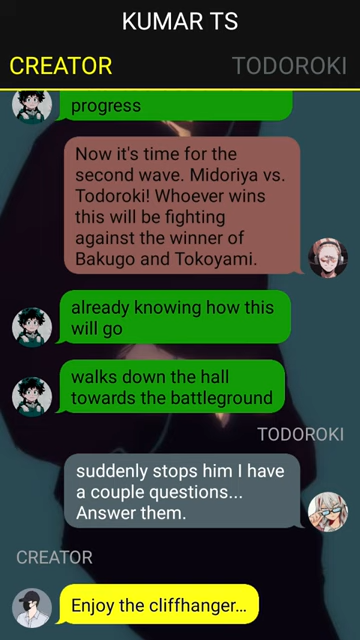 KUMAR TS
CREATOR TODOROKI
progress
Now it's time for the
second wave. Midoriya vs.
Todoroki! Whoever wins
this will be fighting
against the winner of
Bakugo and Tokoyami.
already knowing how this
will go
walks down the hall
towards the battleground
TODOROKI
suddenly stops him I have
a couple questions...
Answer them.
CREATOR
Enjoy the cliffhanger...